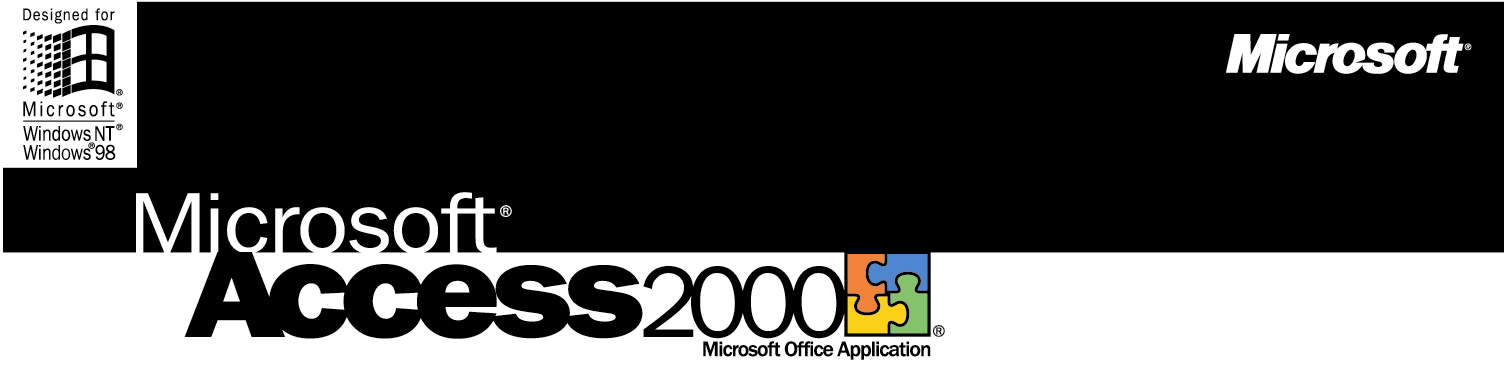 Designed for
®
Microsoft®
Windows NT®
Windows®98
Microsoft®
Microsoft®
Access2000
®
Microsoft Office Application